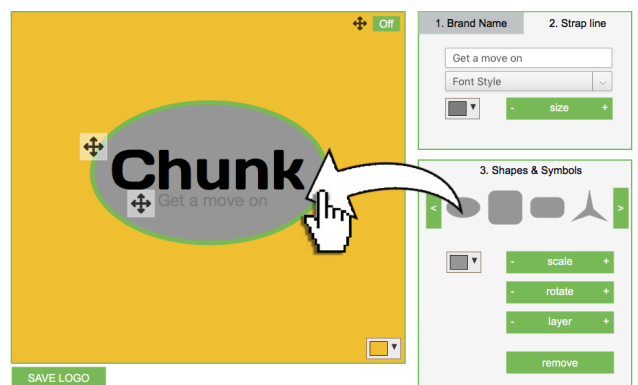 Off
Chunk
Get a move on
SAVE LOGO
1. Brand Name
2. Strap line
Get a move on
Font Style
- size +
3. Shapes & Symbols
< >
- scale +
- rotate +
- layer +
remove